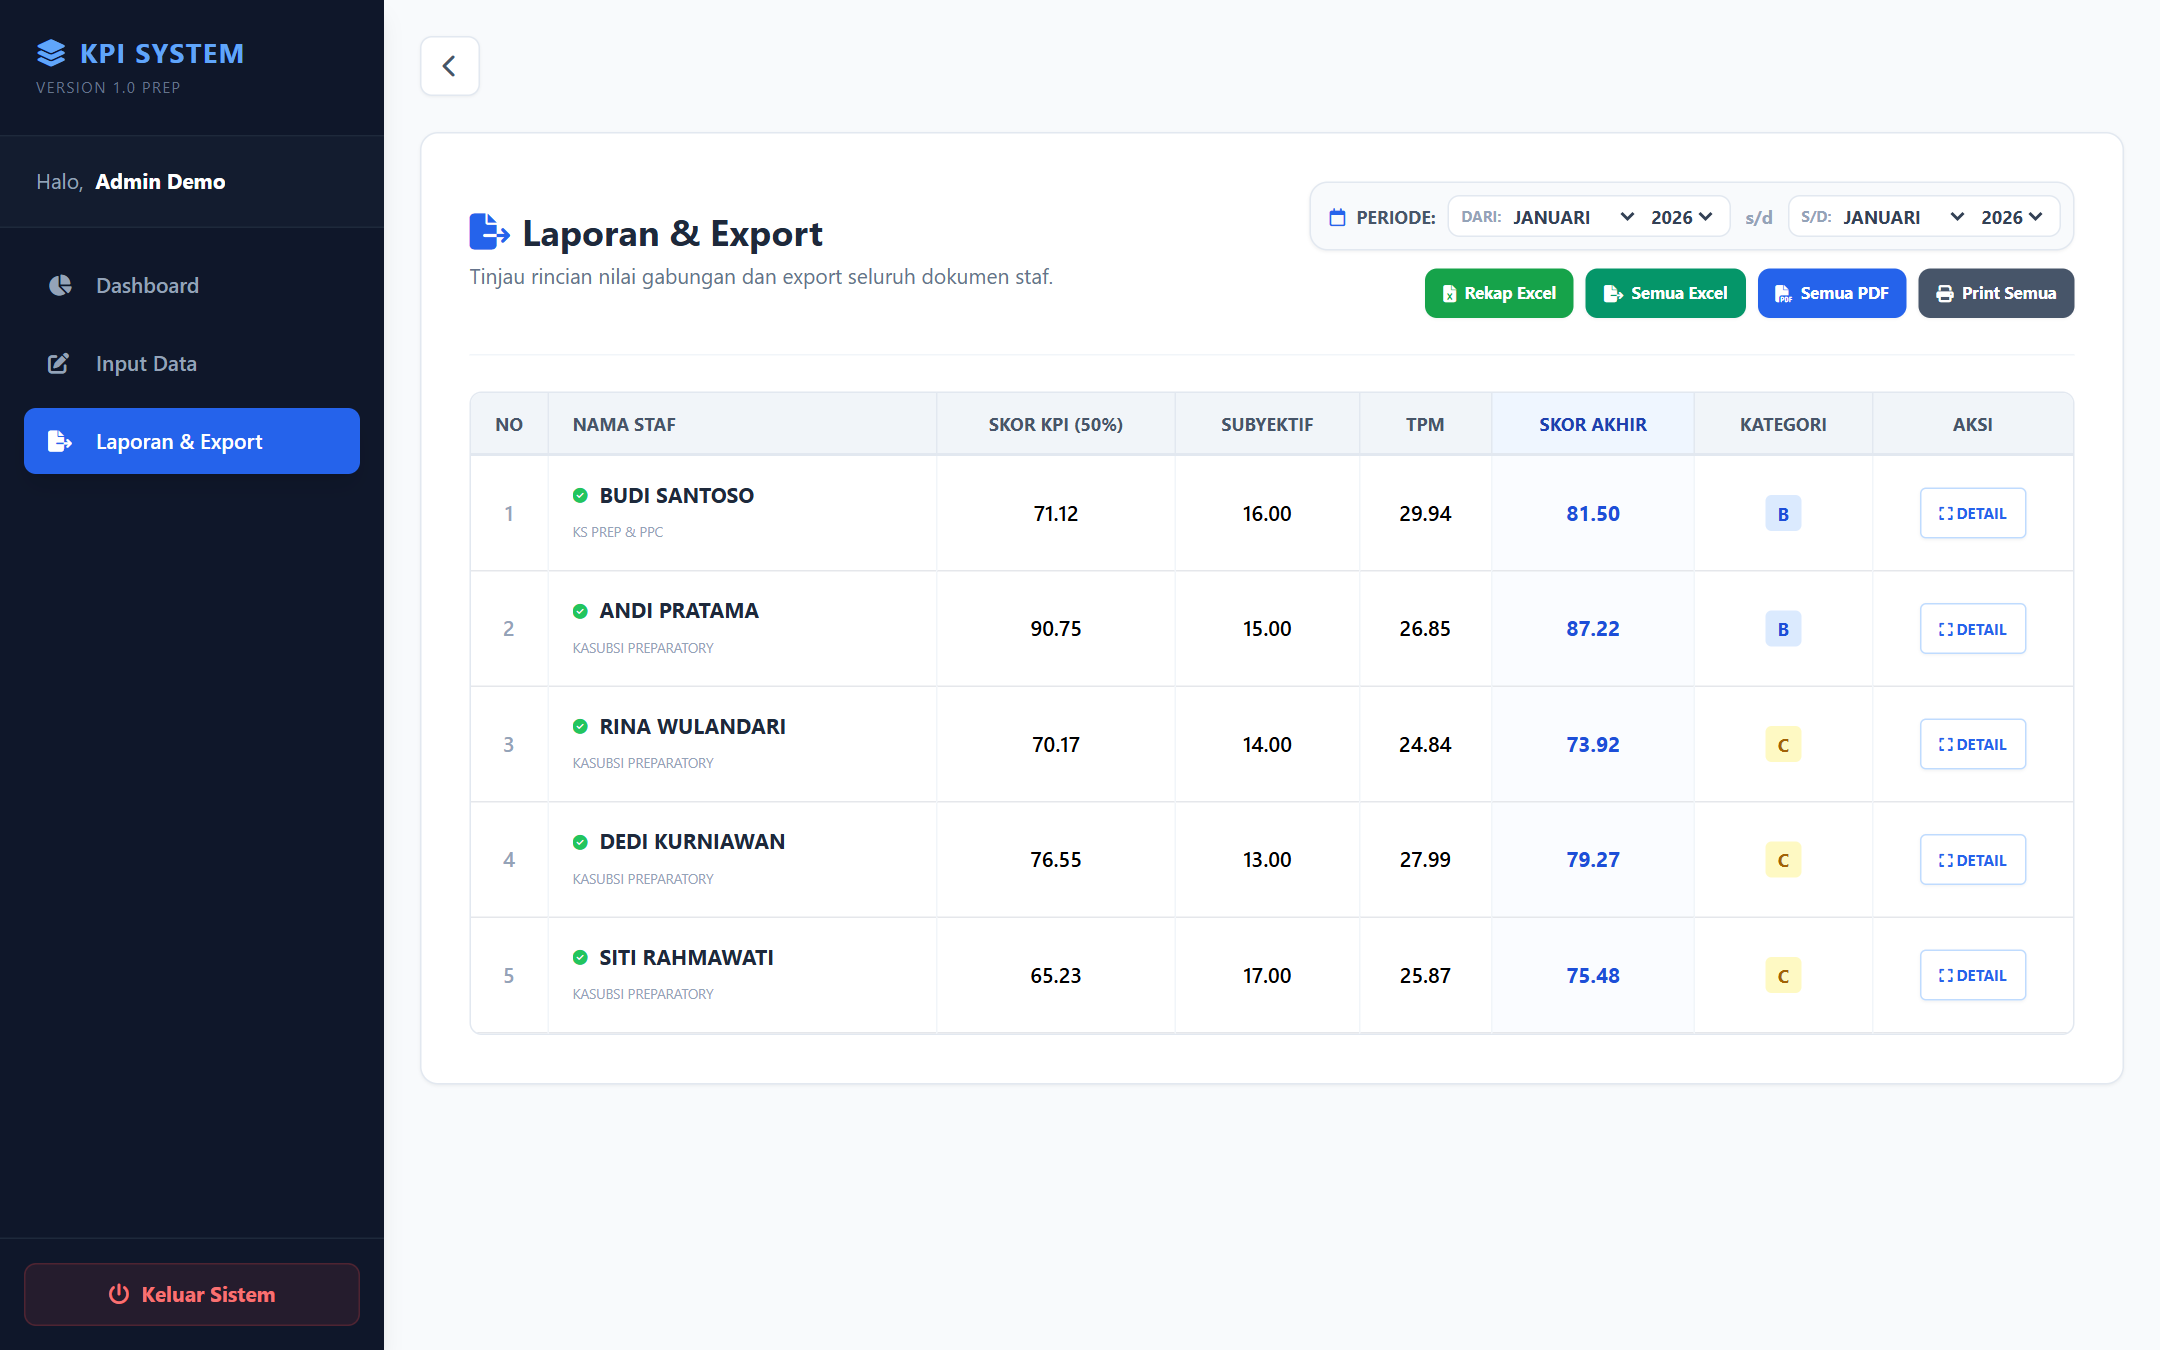 KPI SYSTEM
VERSION 1.0 PREP
Halo, Admin Demo
Dashboard
Input Data
Laporan & Export
Keluar Sistem
Laporan & Export
Tinjau rincian nilai gabungan dan export seluruh dokumen staf.
PERIODE: DARI: JANUARI 2026 s/d S/D: JANUARI 2026
Rekap Excel Semua Excel Semua PDF Print Semua
NO NAMA STAF SKOR KPI (50%) SUBYEKTIF TPM SKOR AKHIR KATEGORI AKSI
1 BUDI SANTOSO 71.12 16.00 29.94 81.50 B DETAIL
KS PREP & PPC
2 ANDI PRATAMA 90.75 15.00 26.85 87.22 B DETAIL
KASUBSI PREPARATORY
3 RINA WULANDARI 70.17 14.00 24.84 73.92 C DETAIL
KASUBSI PREPARATORY
4 DEDI KURNIAWAN 76.55 13.00 27.99 79.27 C DETAIL
KASUBSI PREPARATORY
5 SITI RAHMAWATI 65.23 17.00 25.87 75.48 C DETAIL
KASUBSI PREPARATORY